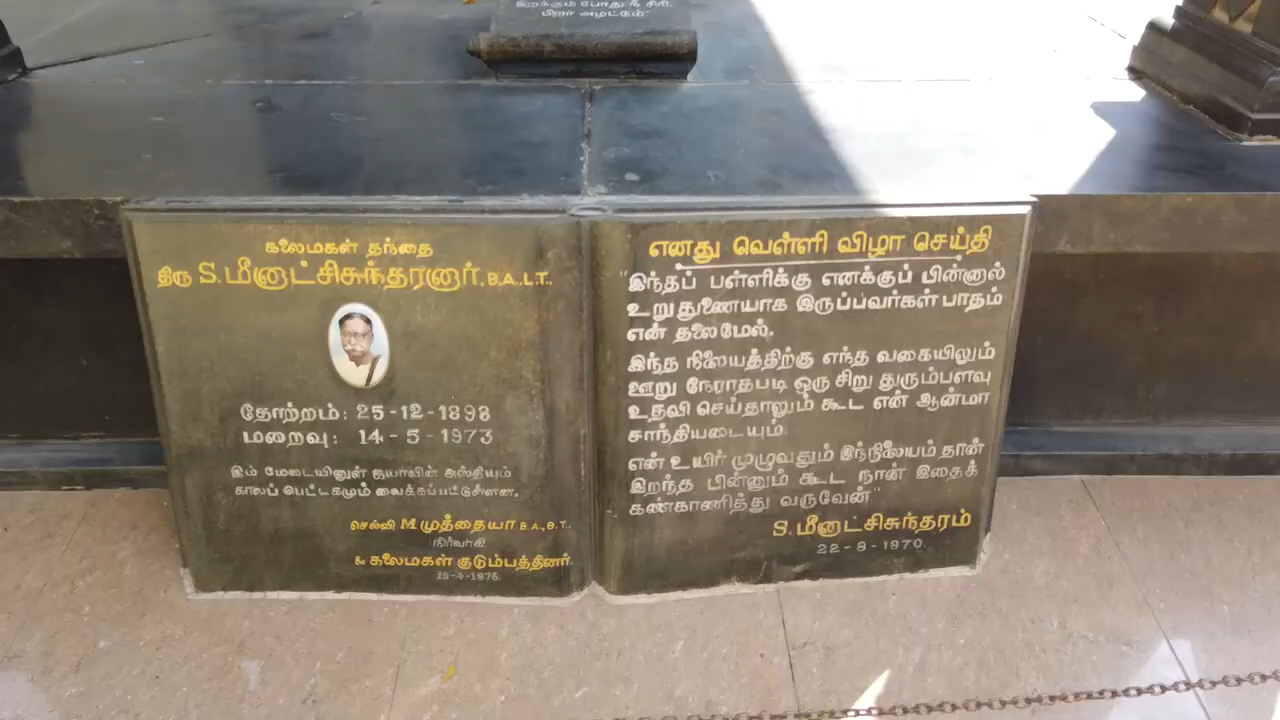 இறக்கும் போது நீ சிரி,
பிறர் அழட்டும்"
கலைமகள் தந்தை
திரு S. மீனாட்சிசுந்தரனார், B.A., L.T.,
தோற்றம்: 25-12-1898
மறைவு: 14-5-1973
இம் மேடையினுள் ஐயாவின் அஸ்தியும்
காலப் பெட்டகமும் வைக்கப்பட்டுள்ளன.
செல்வி M முத்தையா B.A., B.T.,
நிர்வாகி
& கலைமகள் குடும்பத்தினர்.
எனது வெள்ளி விழா செய்தி
"இந்தப் பள்ளிக்கு எனக்குப் பின்னால்
உறுதுணையாக இருப்பவர்கள் பாதம்
என் தலைமேல்.
இந்த நிலையத்திற்கு எந்த வகையிலும்
ஊறு நேராதபடி ஒரு சிறு துரும்பளவு
உதவி செய்தாலும் கூட என் ஆன்மா
சாந்தியடையும்.
என் உயிர் முழுவதும் இந்நிலையம் தான்
இறந்த பின்னும் கூட நான் இதைக்
கண்காணித்து வருவேன்"
S. மீனாட்சிசுந்தரம்
22-8-1970.